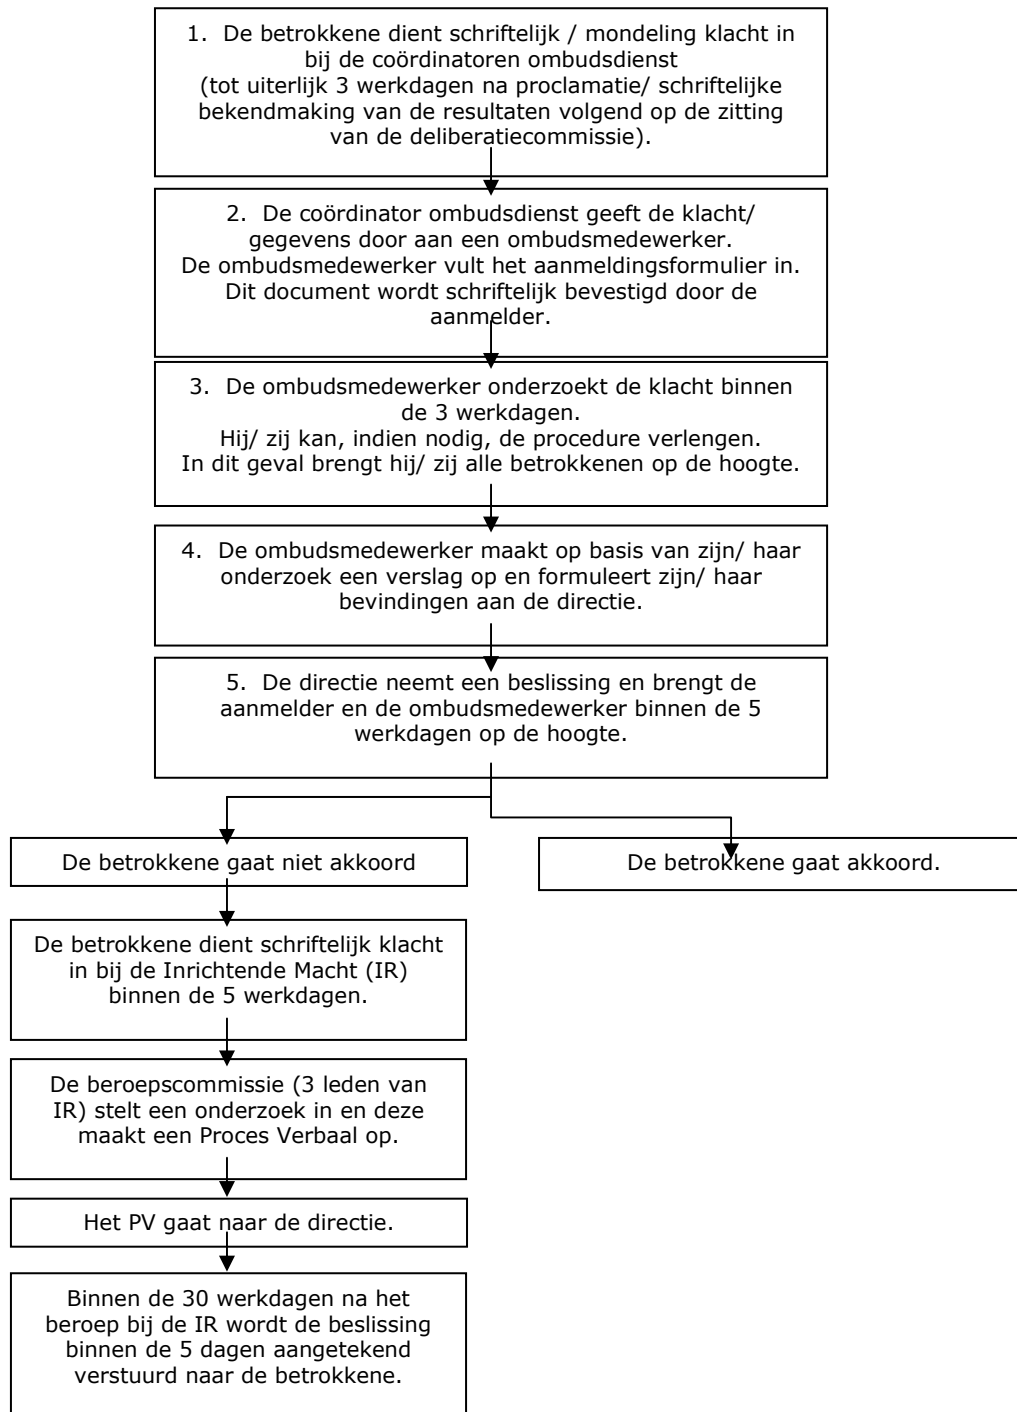 1. De betrokkene dient schriftelijk / mondeling klacht in
bij de coördinatoren ombudsdienst
(tot uiterlijk 3 werkdagen na proclamatie/ schriftelijke
bekendmaking van de resultaten volgend op de zitting
van de deliberatiecommissie).
2. De coördinator ombudsdienst geeft de klacht/
gegevens door aan een ombudsmedewerker.
De ombudsmedewerker vult het aanmeldingsformulier in.
Dit document wordt schriftelijk bevestigd door de
aanmelder.
3. De ombudsmedewerker onderzoekt de klacht binnen
de 3 werkdagen.
Hij/ zij kan, indien nodig, de procedure verlengen.
In dit geval brengt hij/ zij alle betrokkenen op de hoogte.
4. De ombudsmedewerker maakt op basis van zijn/ haar
onderzoek een verslag op en formuleert zijn/ haar
bevindingen aan de directie.
5. De directie neemt een beslissing en brengt de
aanmelder en de ombudsmedewerker binnen de 5
werkdagen op de hoogte.
De betrokkene gaat niet akkoord
De betrokkene gaat akkoord.
De betrokkene dient schriftelijk klacht
in bij de Inrichtende Macht (IR)
binnen de 5 werkdagen.
De beroepscommissie (3 leden van
IR) stelt een onderzoek in en deze
maakt een Proces Verbaal op.
Het PV gaat naar de directie.
Binnen de 30 werkdagen na het
beroep bij de IR wordt de beslissing
binnen de 5 dagen aangetekend
verstuurd naar de betrokkene.